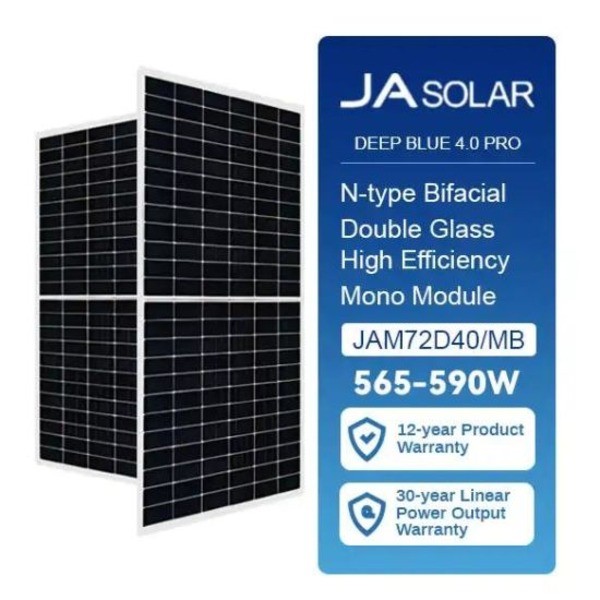 JA SOLAR
DEEP BLUE 4.0 PRO
N-type Bifacial
Double Glass
High Efficiency
Mono Module
JAM72D40/MB
565-590W
12-year Product
Warranty
30-year Linear
Power Output
Warranty